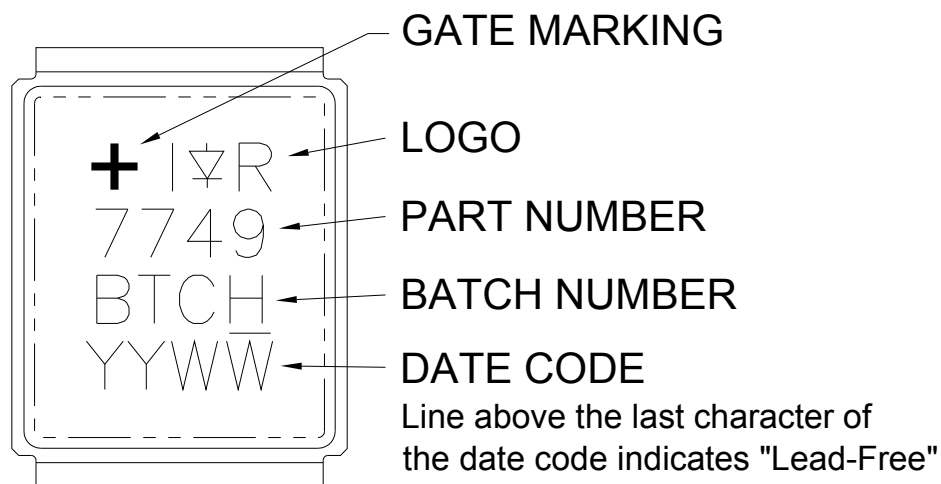 GATE MARKING
+ I R
LOGO
7749
PART NUMBER
BTCH
BATCH NUMBER
YYWW̅
DATE CODE
Line above the last character of
the date code indicates "Lead-Free"